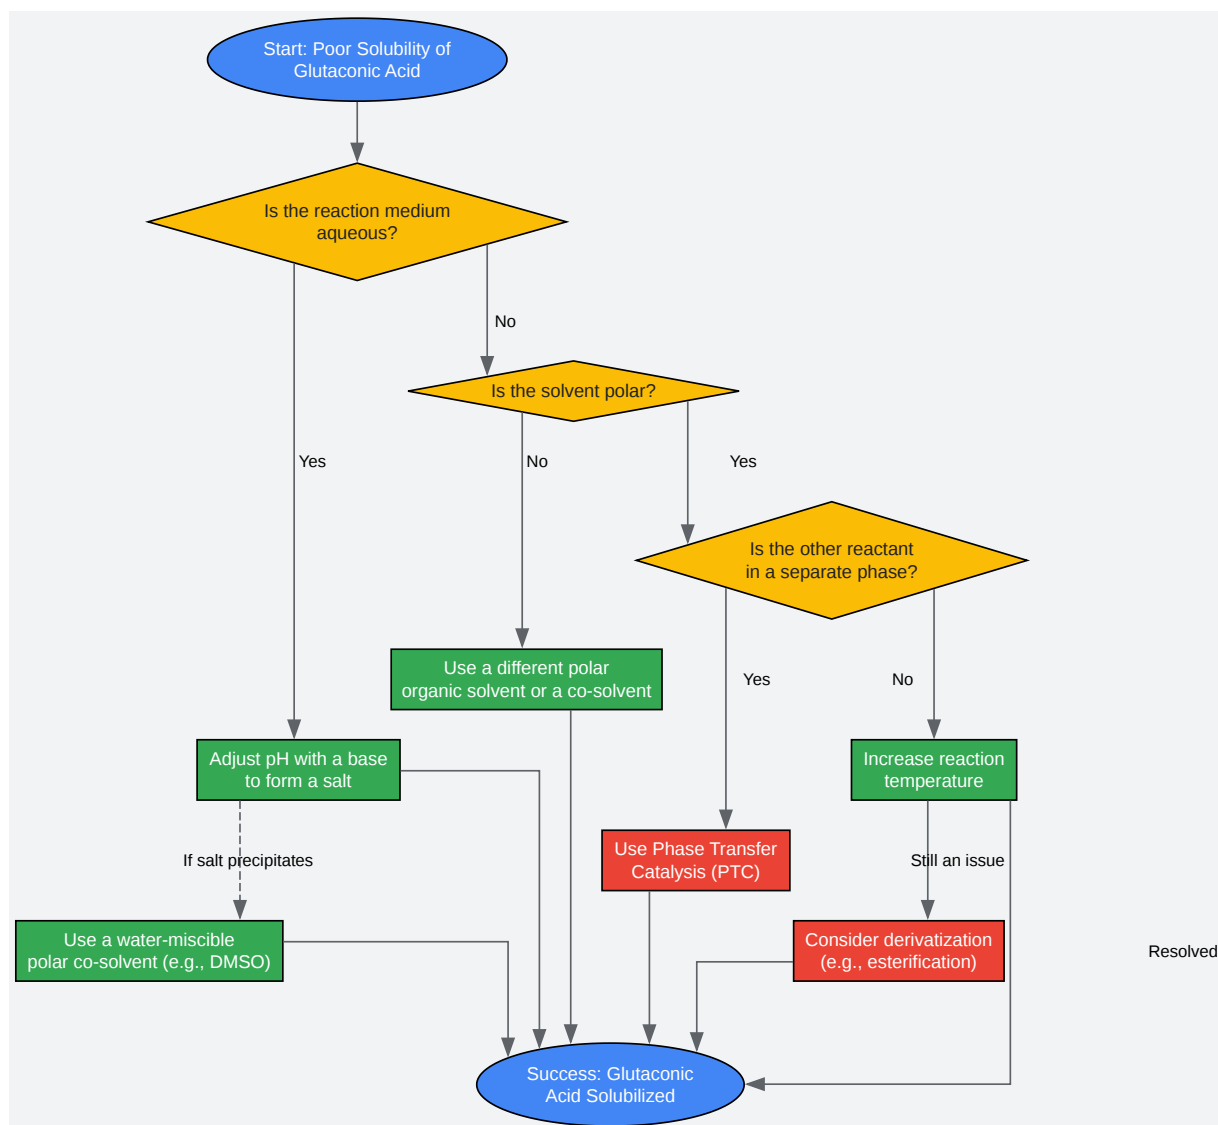 Start: Poor Solubility of
Glutaconic Acid
Is the reaction medium
aqueous?
No
Is the solvent polar?
Yes
No
Yes
Is the other reactant
in a separate phase?
Use a different polar
organic solvent or a co-solvent
Yes
No
Adjust pH with a base
to form a salt
Increase reaction
temperature
Use Phase Transfer
Catalysis (PTC)
If salt precipitates
Still an issue
Use a water-miscible
polar co-solvent (e.g., DMSO)
Consider derivatization
(e.g., esterification)
Resolved
Success: Glutaconic
Acid Solubilized